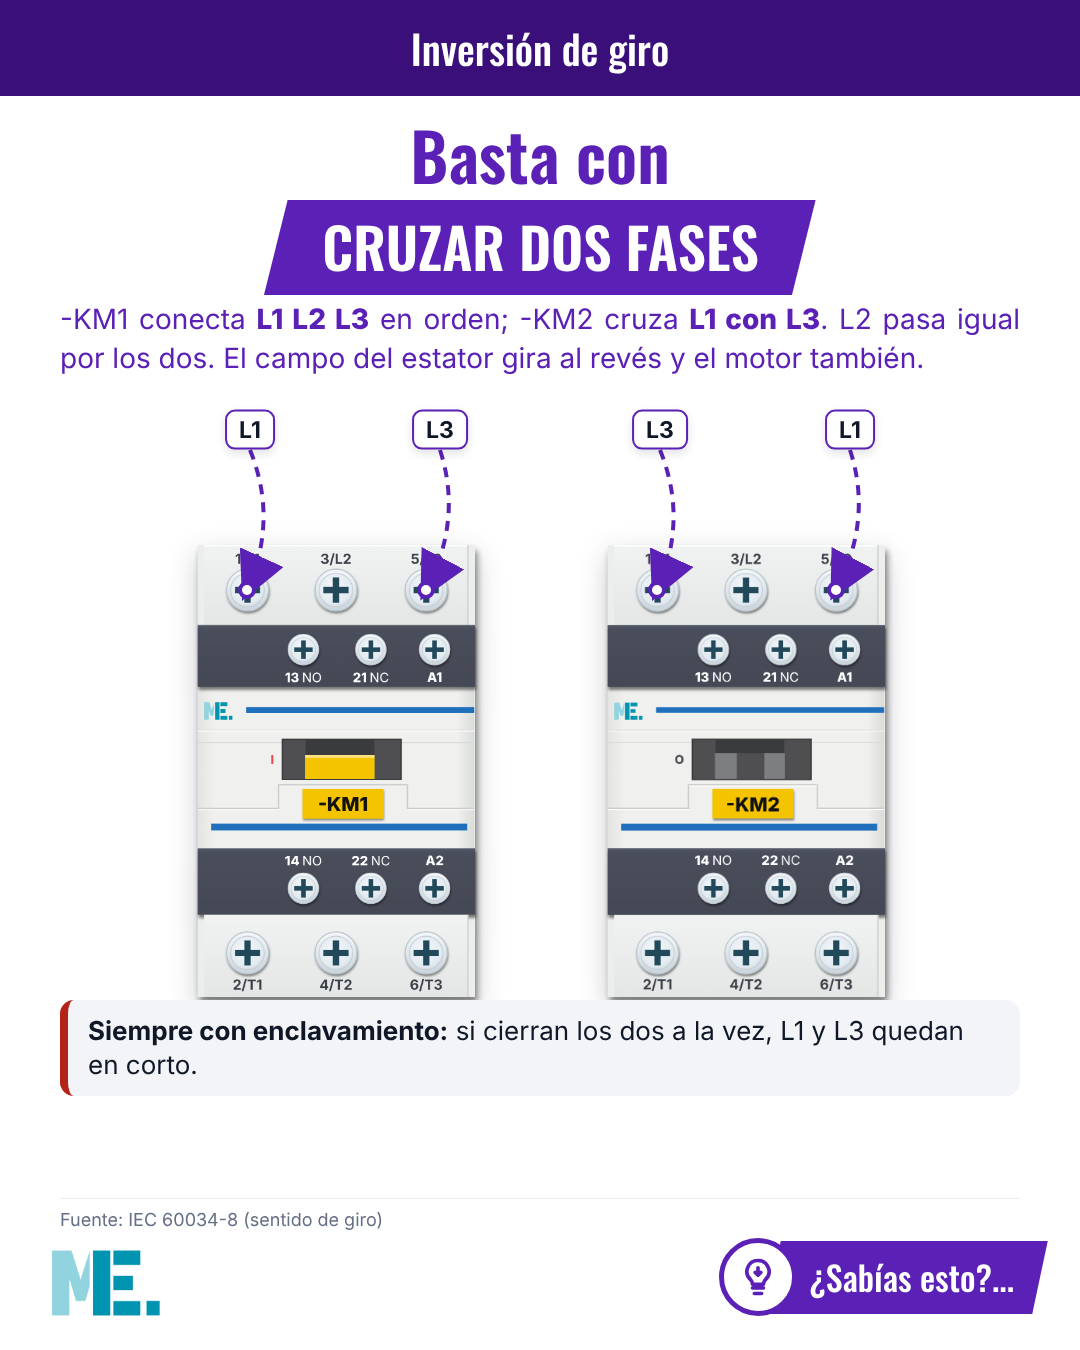 Inversión de giro
Basta con
CRUZAR DOS FASES
-KM1 conecta L1 L2 L3 en orden; -KM2 cruza L1 con L3. L2 pasa igual
por los dos. El campo del estator gira al revés y el motor también.
L1 L3 L3 L1
3/L2 3/L2
13 NO 21 NC A1 13 NO 21 NC A1
ME. ME.
I O
-KM1 -KM2
14 NO 22 NC A2 14 NO 22 NC A2
2/T1 4/T2 6/T3 2/T1 4/T2 6/T3
Siempre con enclavamiento: si cierran los dos a la vez, L1 y L3 quedan
en corto.
Fuente: IEC 60034-8 (sentido de giro)
ME.
¿Sabías esto?...